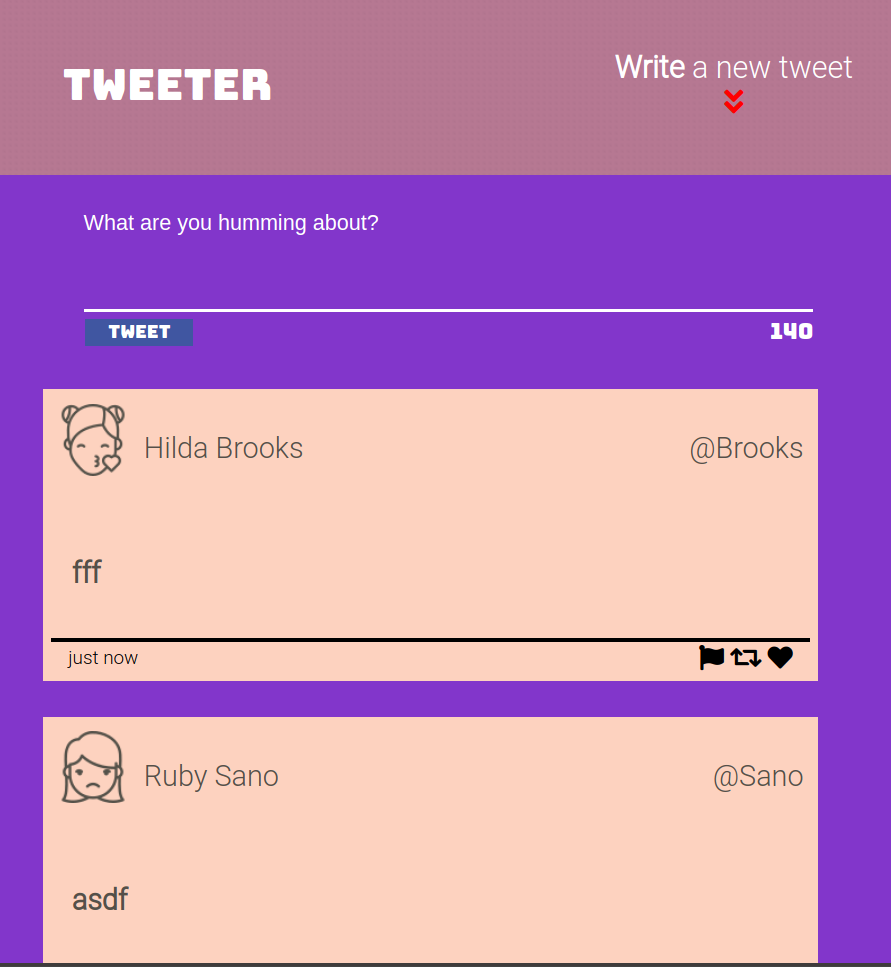 TWEETER
Write a new tweet
What are you humming about?
TWEET 140
Hilda Brooks @Brooks
fff
just now
Ruby Sano @Sano
asdf